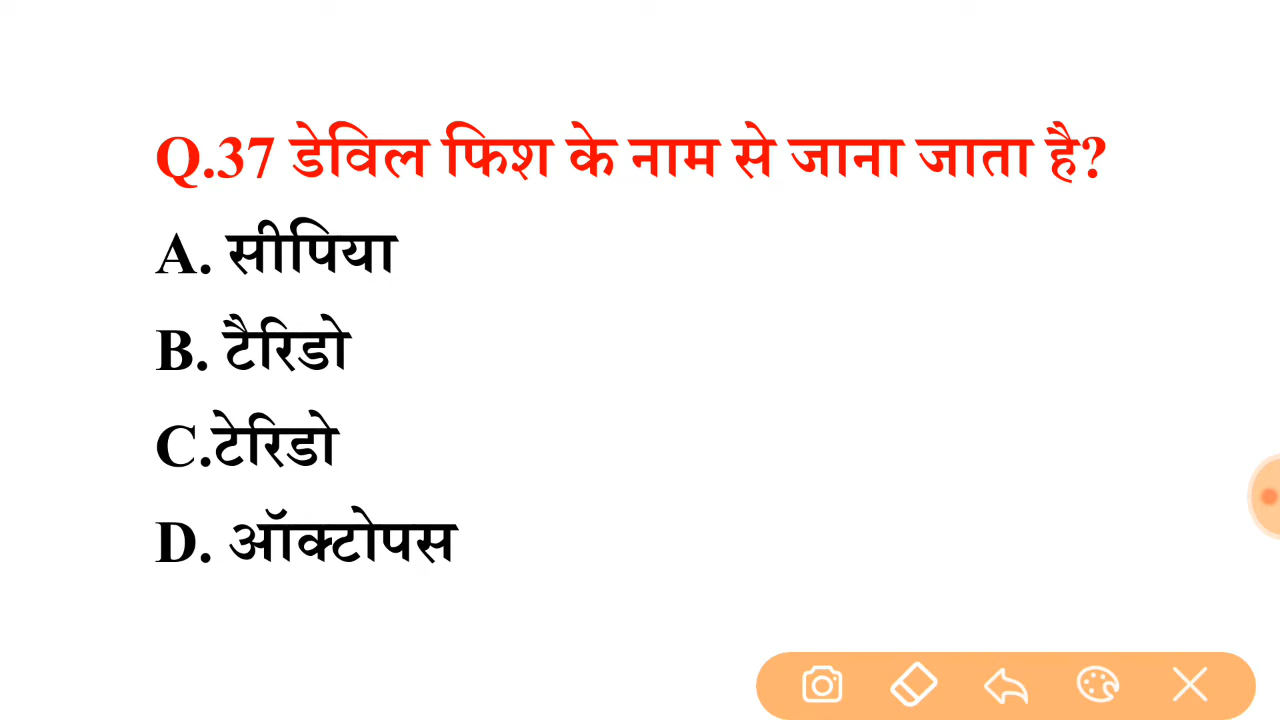 Q.37 डेविल फिश के नाम से जाना जाता है?
A. सीपिया
B. टैरिडो
C.टेरिडो
D. ऑक्टोपस